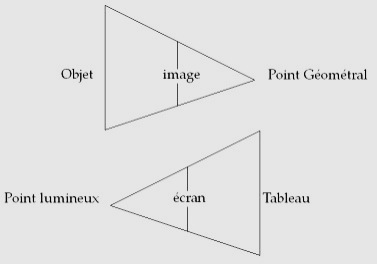 Objet
image
Point Géométral
Point lumineux
écran
Tableau